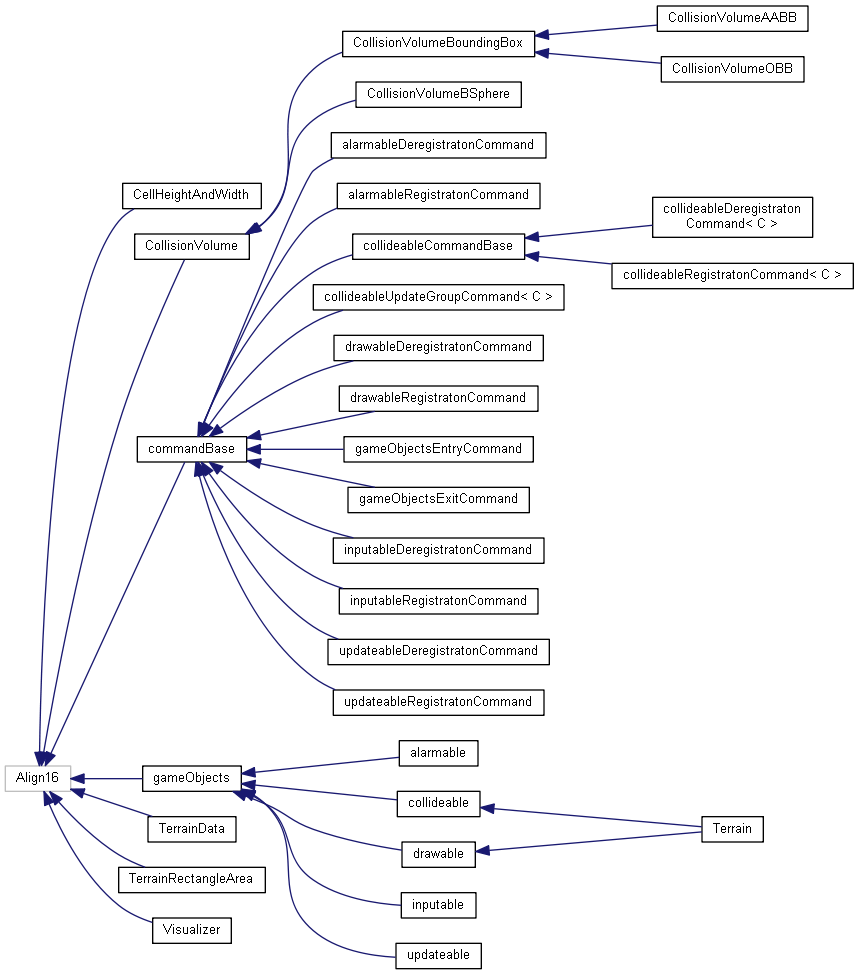 CollisionVolumeAABB
CollisionVolumeBoundingBox
CollisionVolumeOBB
CollisionVolumeBSphere
alarmableDeregistratonCommand
CellHeightAndWidth
alarmableRegistratonCommand
collideableDeregistraton
Command< C >
CollisionVolume
collideableCommandBase
collideableRegistratonCommand< C >
collideableUpdateGroupCommand< C >
drawableDeregistratonCommand
drawableRegistratonCommand
commandBase
gameObjectsEntryCommand
gameObjectsExitCommand
inputableDeregistratonCommand
inputableRegistratonCommand
updateableDeregistratonCommand
updateableRegistratonCommand
alarmable
Align16
gameObjects
collideable
TerrainData
Terrain
drawable
TerrainRectangleArea
inputable
Visualizer
updateable